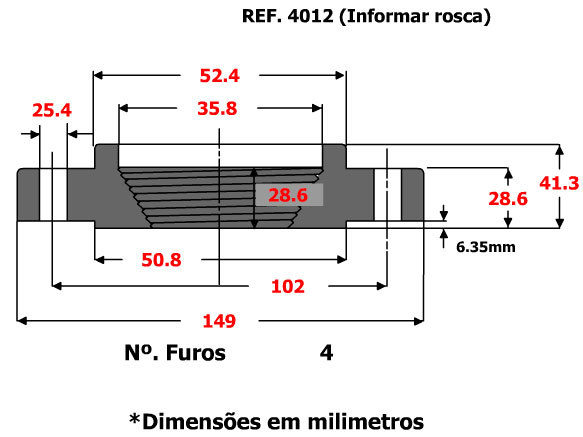 REF. 4012 (Informar rosca)
52.4
25.4
35.8
41.3
28.6
28.6
6.35mm
50.8
102
149
Nº. Furos 4
*Dimensões em milimetros